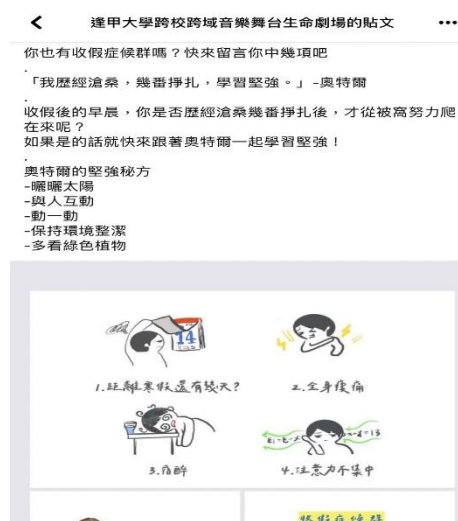 逢甲大學跨校跨域音樂舞台生命劇場的貼文
你也有收假症候群嗎？快來留言你中幾項吧
.
「我歷經滄桑，幾番掙扎，學習堅強。」-奧特爾
.
收假後的早晨，你是否歷經滄桑幾番掙扎後，才從被窩努力爬
在來呢？
如果是的話就快來跟著奧特爾一起學習堅強！
.
奧特爾的堅強秘方
-曬曬太陽
-與人互動
-動一動
-保持環境整潔
-多看綠色植物
14
1.距離寒假還有幾天?
2.全身痠痛
3.宿醉
4.注意力不集中